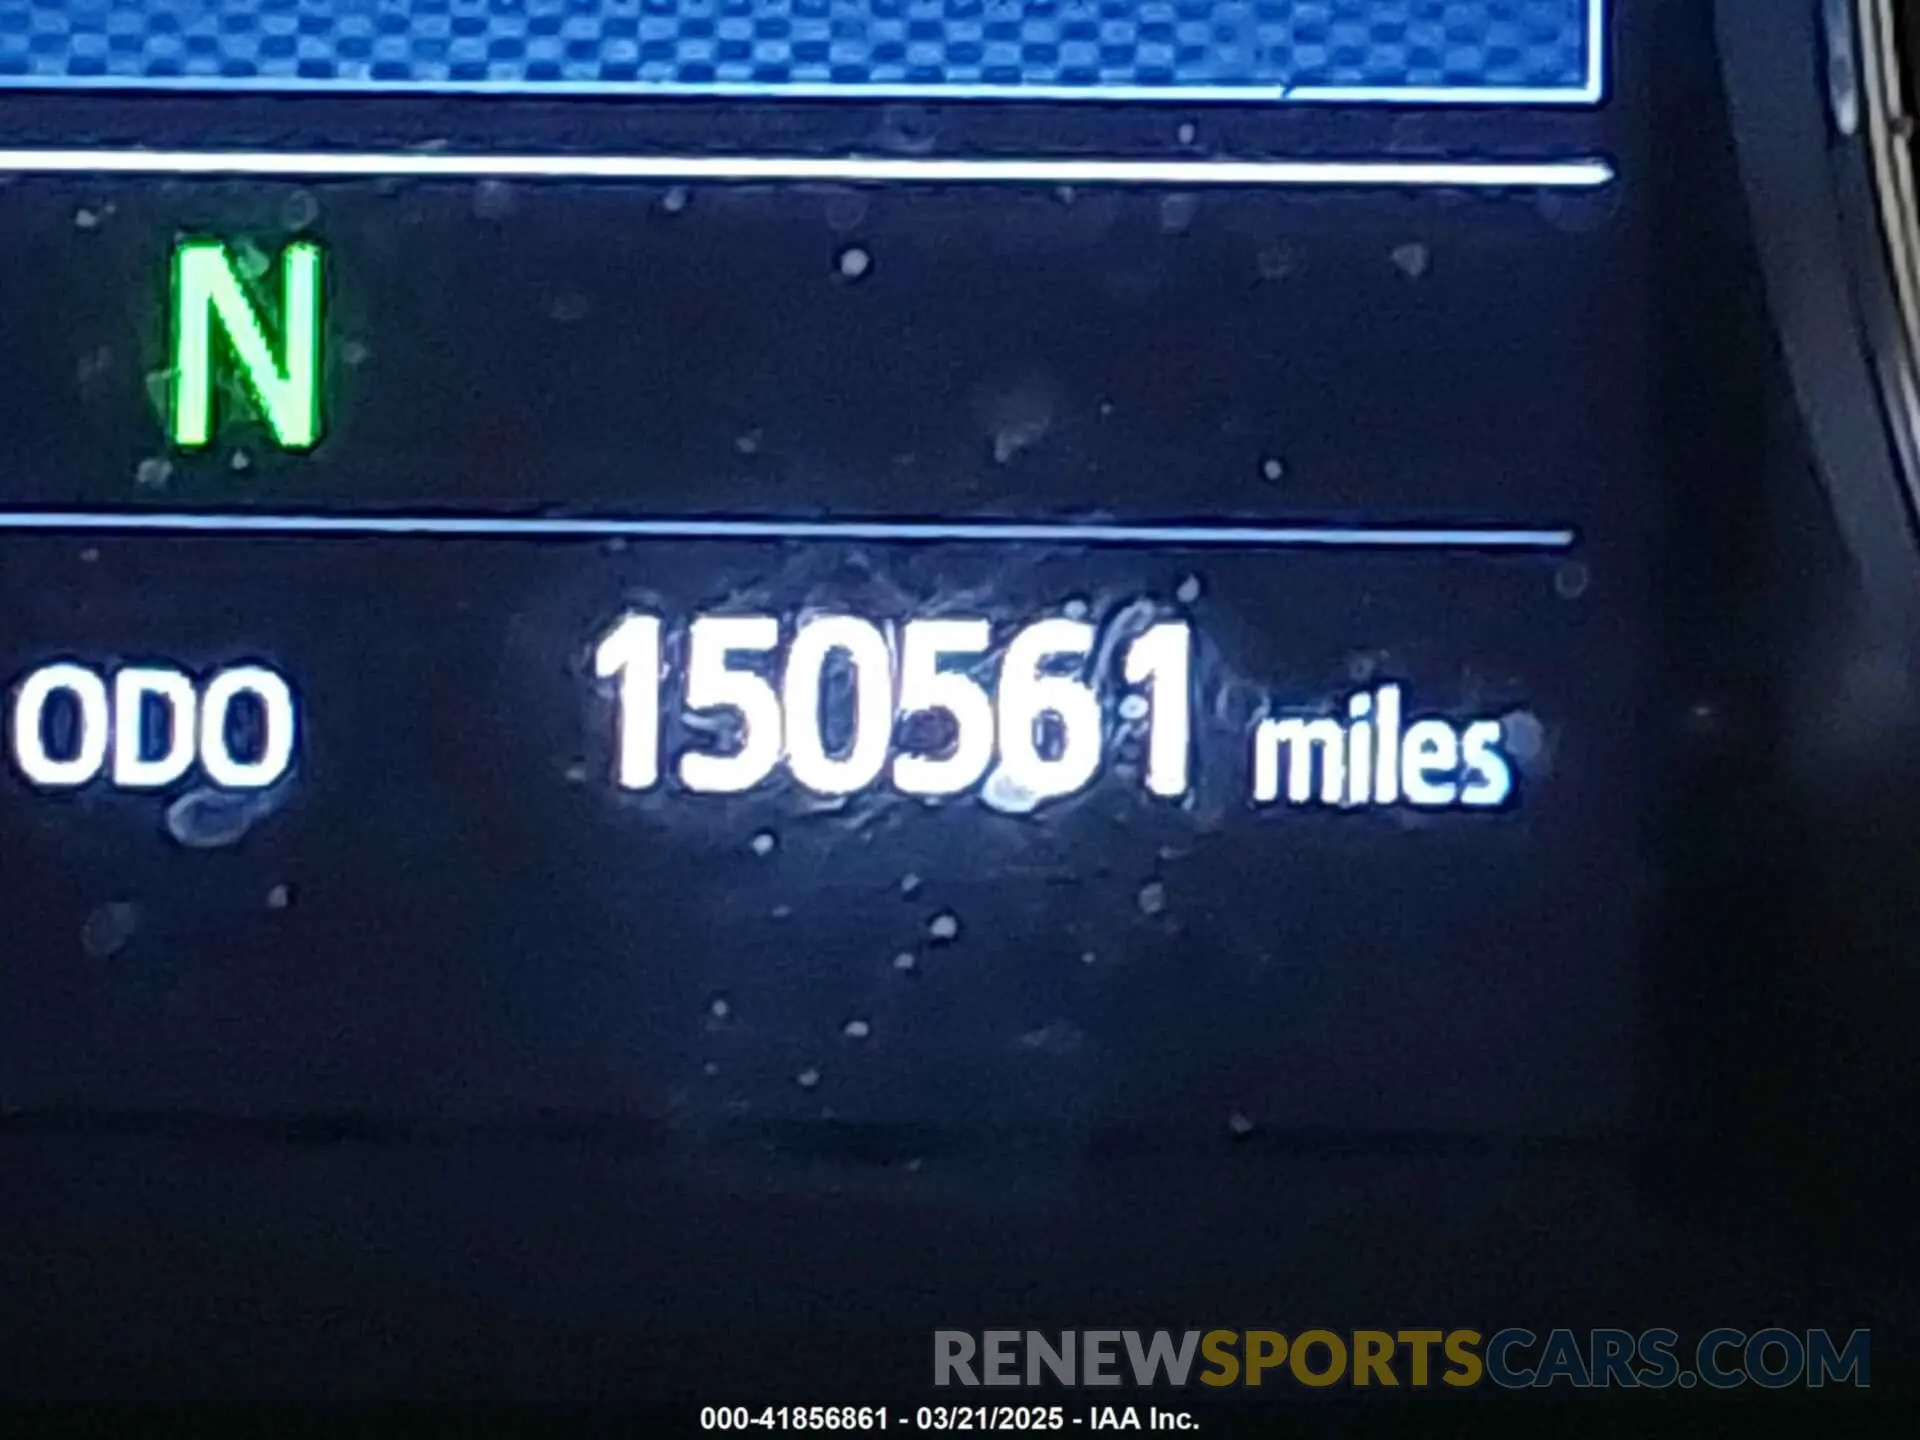 N
ODO 150561 miles
RENEWSPORTSCARS.COM
000-41856861 - 03/21/2025 - IAA Inc.